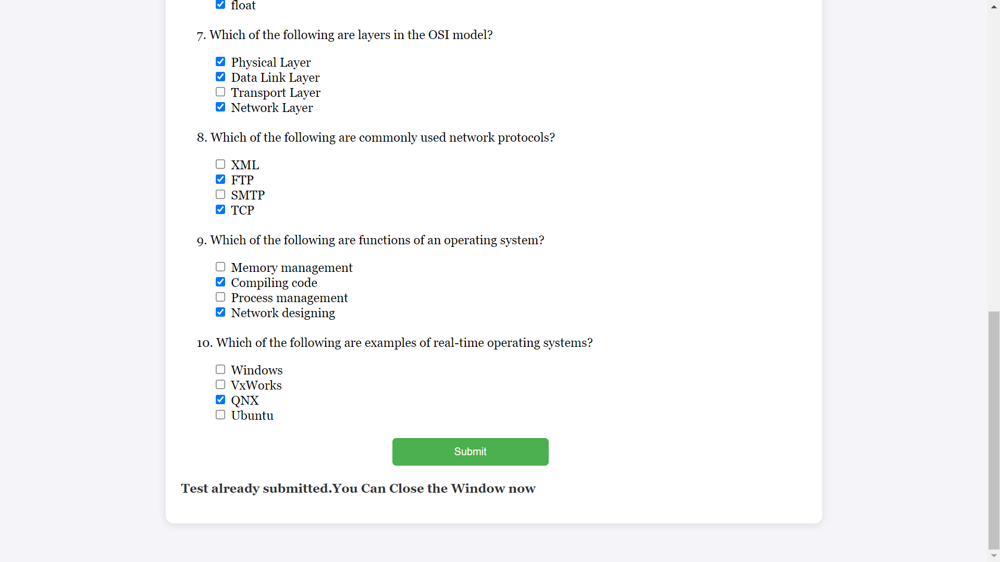 float
7. Which of the following are layers in the OSI model?
Physical Layer
Data Link Layer
Transport Layer
Network Layer
8. Which of the following are commonly used network protocols?
XML
FTP
SMTP
TCP
9. Which of the following are functions of an operating system?
Memory management
Compiling code
Process management
Network designing
10. Which of the following are examples of real-time operating systems?
Windows
VxWorks
QNX
Ubuntu
Submit
Test already submitted.You Can Close the Window now